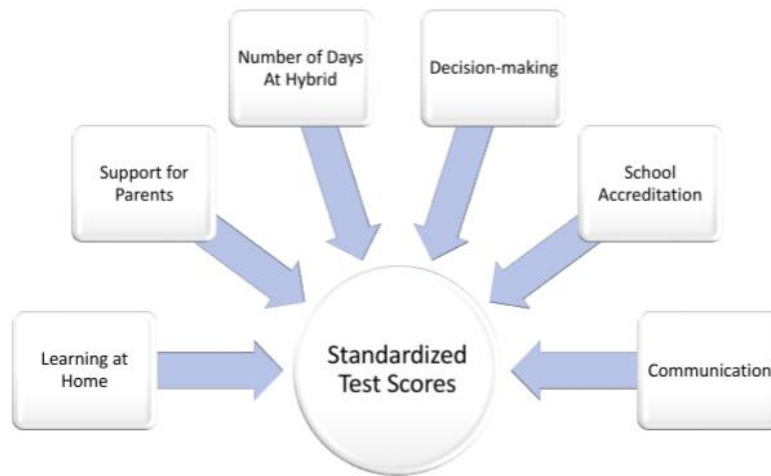 Number of Days
At Hybrid
Decision-making
Support for
Parents
School
Accreditation
Learning at
Home
Standardized
Test Scores
Communication